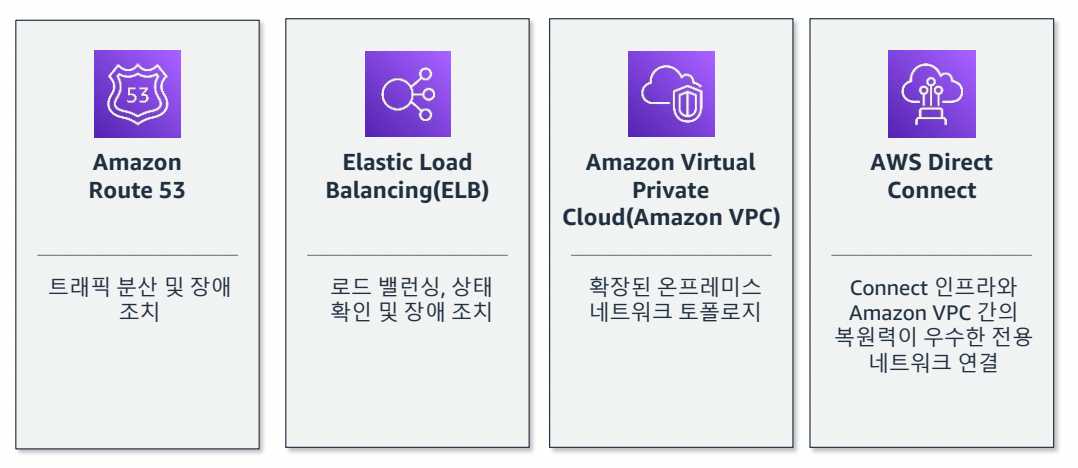 53
Amazon
Route 53
트래픽 분산 및 장애
조치
Elastic Load
Balancing(ELB)
로드 밸런싱, 상태
확인 및 장애 조치
Amazon Virtual
Private
Cloud(Amazon VPC)
확장된 온프레미스
네트워크 토폴로지
AWS Direct
Connect
Connect 인프라와
Amazon VPC 간의
복원력이 우수한 전용
네트워크 연결